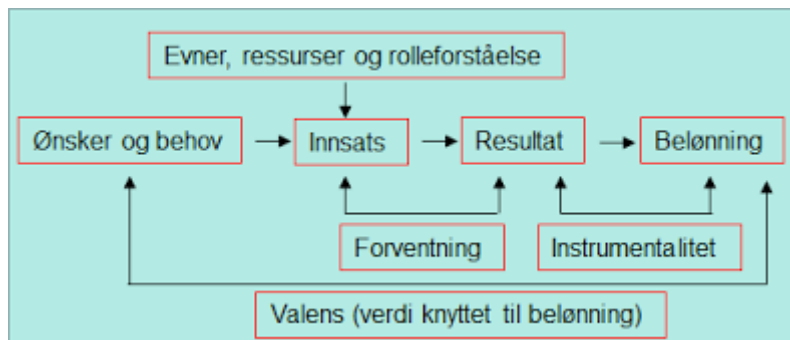 Evner, ressurser og rolleforståelse
Ønsker og behov
Innsats
Resultat
Belønning
Forventning
Instrumentalitet
Valens (verdi knyttet til belønning)